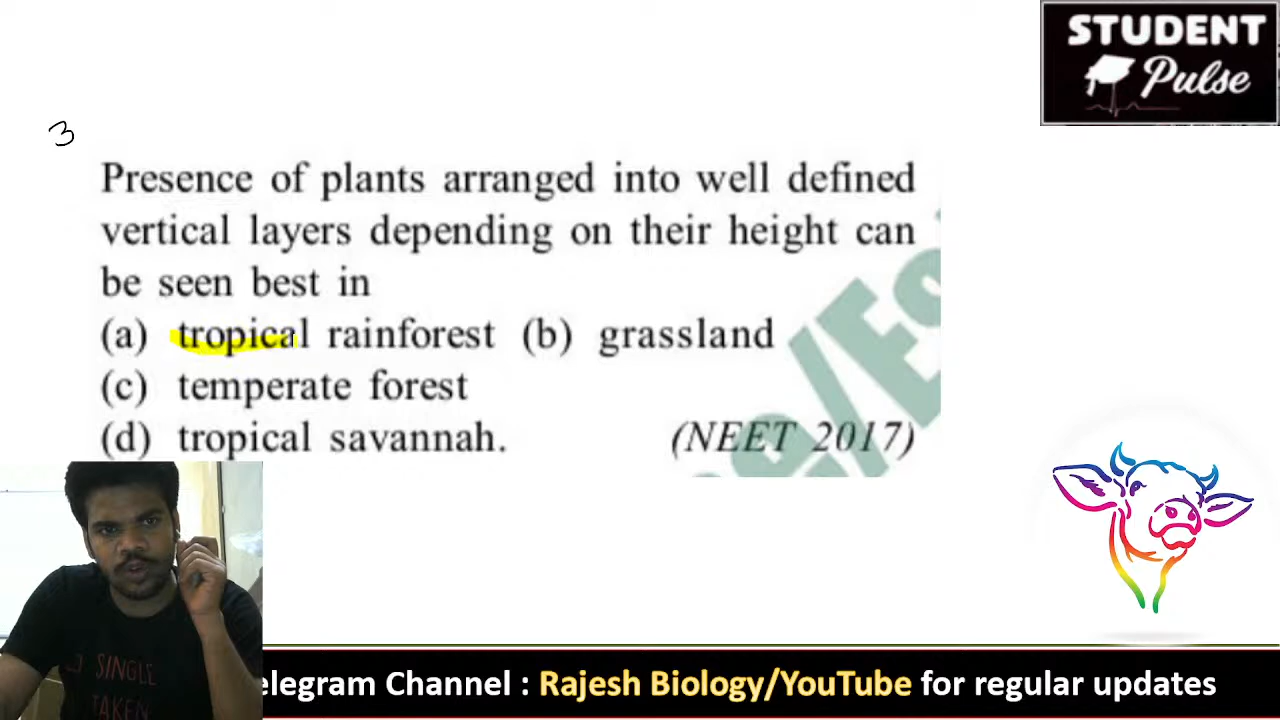 STUDENT
Pulse
3
Presence of plants arranged into well defined
vertical layers depending on their height can
be seen best in
(a) tropical rainforest (b) grassland
(c) temperate forest
(d) tropical savannah. (NEET 2017)
SINGLE
TAKEN
elegram Channel : Rajesh Biology/YouTube for regular updates